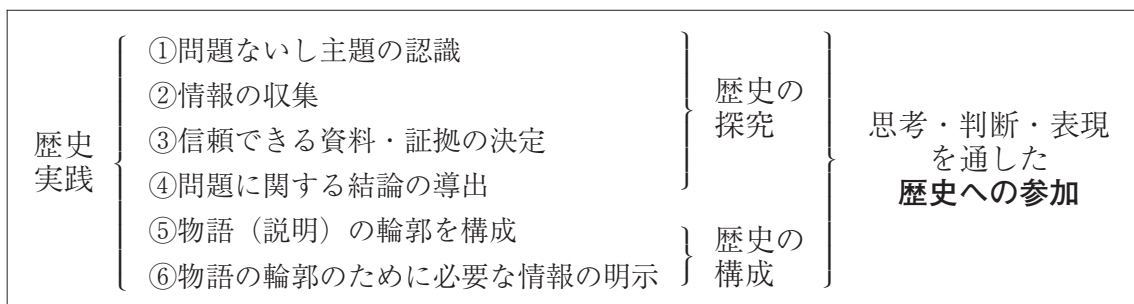 歴史
実践
①問題ないし主題の認識
②情報の収集
③信頼できる資料・証拠の決定
④問題に関する結論の導出
⑤物語（説明）の輪郭を構成
⑥物語の輪郭のために必要な情報の明示
歴史の
探究
歴史の
構成
思考・判断・表現
を通した
歴史への参加